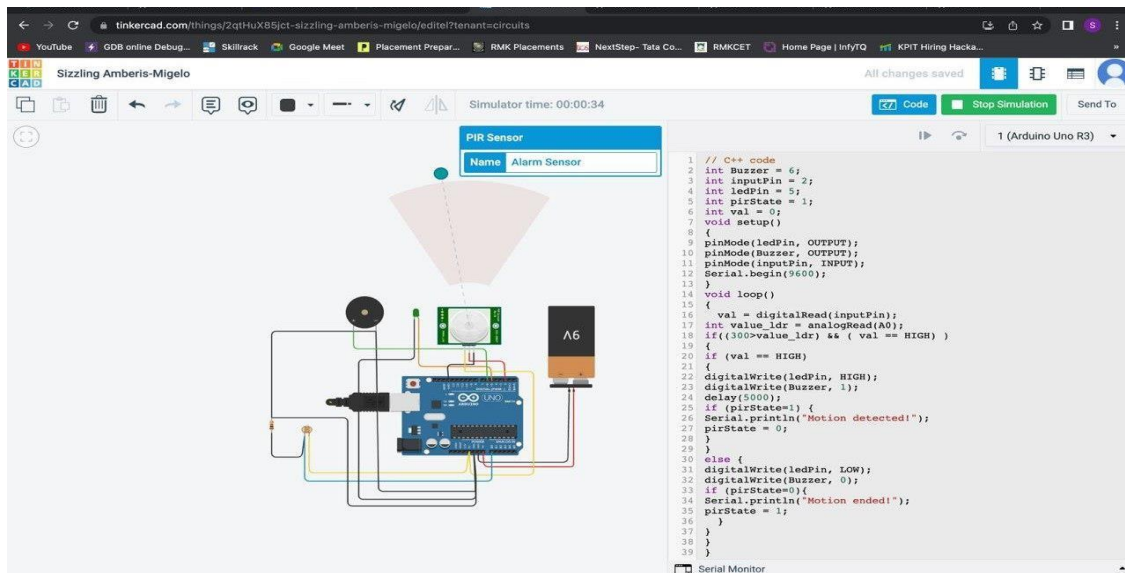 tinkercad.com/things/2qtHuX85jct-sizzling-amberis-migelo/editel?tenant=circuits
S
YouTube GDB online Debug... Skillrack Google Meet Placement Prepar... RMK Placements NextStep- Tata Co... RMKCET Home Page | InfyTQ KPIT Hiring Hacka... »
TINKERCAD Sizzling Amberis-Migelo All changes saved
Simulator time: 00:00:34 Code Stop Simulation Send To
1 (Arduino Uno R3)
PIR Sensor
Name Alarm Sensor
9V
UNO
ARDUINO
1 // C++ code
2 int Buzzer = 6;
3 int inputPin = 2;
4 int ledPin = 5;
5 int pirState = 1;
6 int val = 0;
7 void setup()
8 {
9 pinMode(ledPin, OUTPUT);
10 pinMode(Buzzer, OUTPUT);
11 pinMode(inputPin, INPUT);
12 Serial.begin(9600);
13 }
14 void loop()
15 {
16 val = digitalRead(inputPin);
17 int value_ldr = analogRead(A0);
18 if((300>value_ldr) && ( val == HIGH) )
19 {
20 if (val == HIGH)
21 {
22 digitalWrite(ledPin, HIGH);
23 digitalWrite(Buzzer, 1);
24 delay(5000);
25 if (pirState=1) {
26 Serial.println("Motion detected!");
27 pirState = 0;
28 }
29 }
30 else {
31 digitalWrite(ledPin, LOW);
32 digitalWrite(Buzzer, 0);
33 if (pirState=0){
34 Serial.println("Motion ended!");
35 pirState = 1;
36 }
37 }
38 }
39 }
Serial Monitor